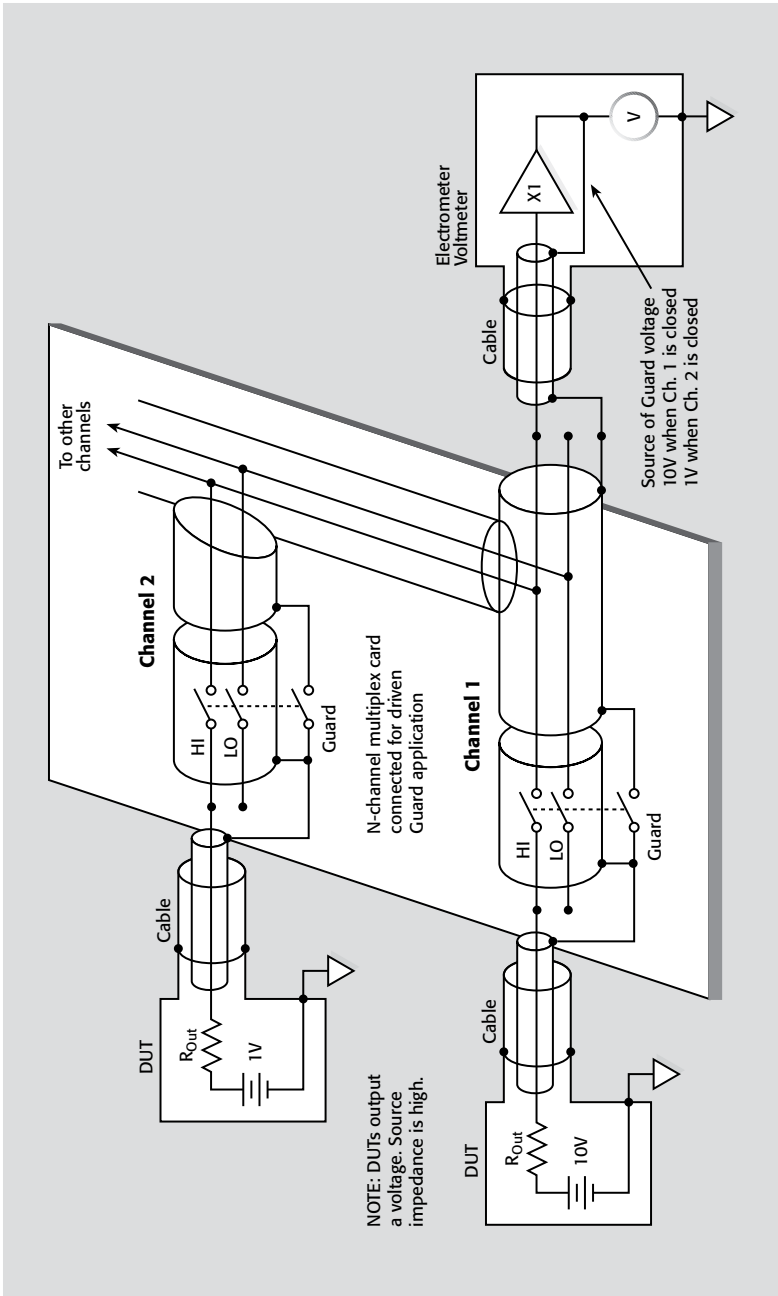 DUT
R_Out
1V
Cable
Channel 2
HI
LO
Guard
To other
channels
NOTE: DUTs output
a voltage. Source
impedance is high.
N-channel multiplex card
connected for driven
Guard application
DUT
R_Out
10V
Cable
Channel 1
HI
LO
Guard
Cable
Electrometer
Voltmeter
X1
V
Source of Guard voltage
10V when Ch. 1 is closed
1V when Ch. 2 is closed